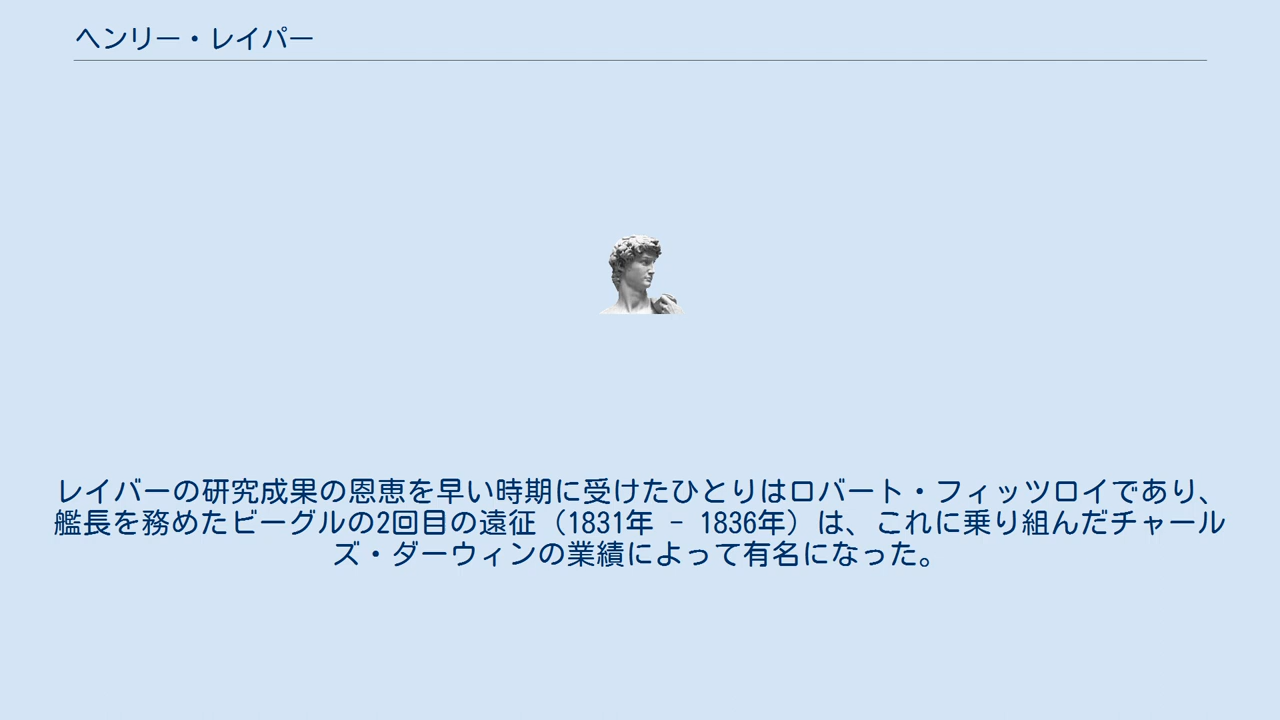 ヘンリー・レイパー
レイバーの研究成果の恩恵を早い時期に受けたひとりはロバート・フィッツロイであり、
艦長を務めたビーグルの2回目の遠征（1831年 - 1836年）は、これに乗り組んだチャール
ズ・ダーウィンの業績によって有名になった。